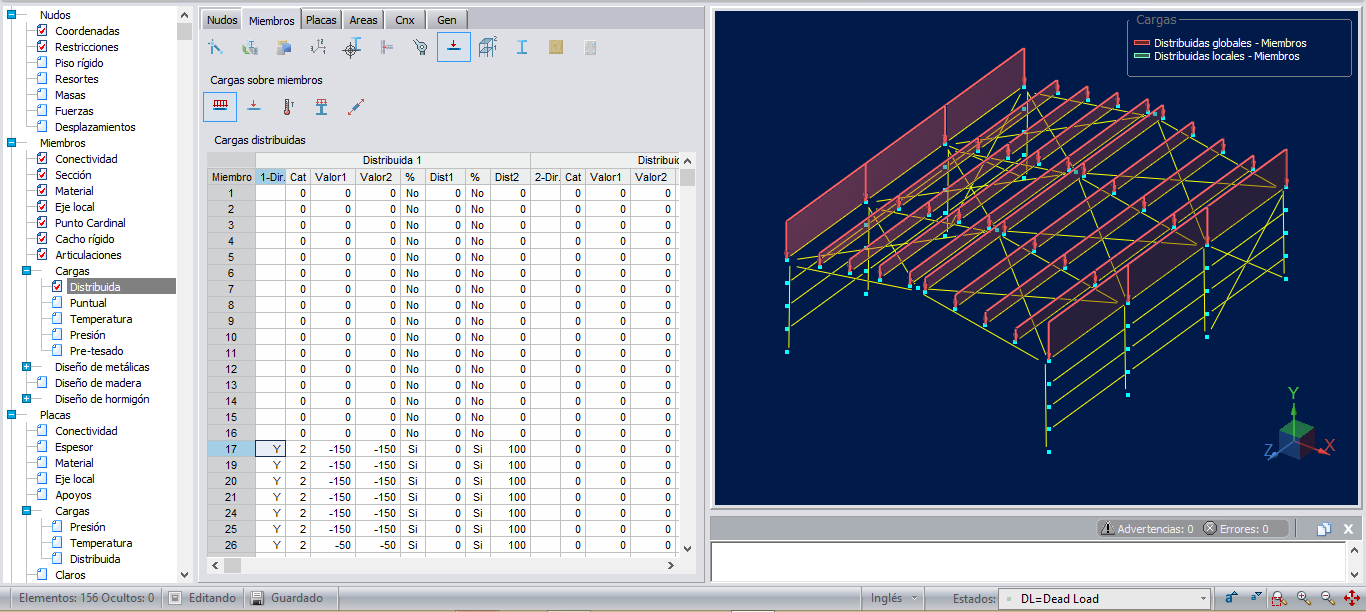 Nudos
Coordenadas
Restricciones
Piso rígido
Resortes
Masas
Fuerzas
Desplazamientos
Miembros
Conectividad
Sección
Material
Eje local
Punto Cardinal
Cacho rígido
Articulaciones
Cargas
Distribuida
Puntual
Temperatura
Presión
Pre-tesado
Diseño de metálicas
Diseño de madera
Diseño de hormigón
Placas
Conectividad
Espesor
Material
Eje local
Apoyos
Cargas
Presión
Temperatura
Distribuida
Claros
Nudos Miembros Placas Areas Cnx Gen
Cargas sobre miembros
Cargas distribuidas
Distribuida 1 Distribuid
Miembro 1-Dir. Cat Valor1 Valor2 % Dist1 % Dist2 2-Dir. Cat Valor1 Valor2
1 0 0 0 No 0 No 0 0 0 0
2 0 0 0 No 0 No 0 0 0 0
3 0 0 0 No 0 No 0 0 0 0
4 0 0 0 No 0 No 0 0 0 0
5 0 0 0 No 0 No 0 0 0 0
6 0 0 0 No 0 No 0 0 0 0
7 0 0 0 No 0 No 0 0 0 0
8 0 0 0 No 0 No 0 0 0 0
9 0 0 0 No 0 No 0 0 0 0
10 0 0 0 No 0 No 0 0 0 0
11 0 0 0 No 0 No 0 0 0 0
12 0 0 0 No 0 No 0 0 0 0
13 0 0 0 No 0 No 0 0 0 0
14 0 0 0 No 0 No 0 0 0 0
15 0 0 0 No 0 No 0 0 0 0
16 0 0 0 No 0 No 0 0 0 0
17 Y 2 -150 -150 Si 0 Si 100 0 0 0
19 Y 2 -150 -150 Si 0 Si 100 0 0 0
20 Y 2 -150 -150 Si 0 Si 100 0 0 0
21 Y 2 -150 -150 Si 0 Si 100 0 0 0
24 Y 2 -150 -150 Si 0 Si 100 0 0 0
25 Y 2 -150 -150 Si 0 Si 100 0 0 0
26 Y 2 -50 -50 Si 0 Si 100 0 0 0
Cargas
Distribuidas globales - Miembros
Distribuidas locales - Miembros
Y
Z X
Advertencias: 0 Errores: 0
Elementos: 156 Ocultos: 0 Editando Guardado Inglés Estados: DL=Dead Load